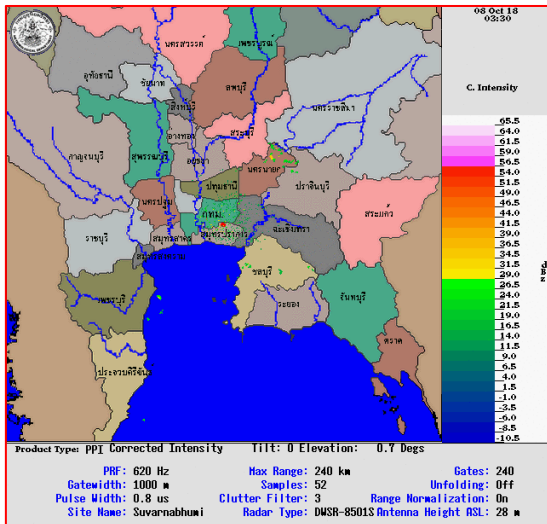 08 Oct 18
03:30
C. Intensity
นครสวรรค์
เพชรบูรณ์
อุทัยธานี
ชัยนาท
ลพบุรี
สิงห์บุรี
นครราชสีมา
อ่างทอง
สระบุรี
กาญจนบุรี
สุพรรณบุรี
อยุธยา
นครนายก
ปทุมธานี
ปราจีนบุรี
นครปฐม
กทม.
สระแก้ว
ราชบุรี
สมุทรสาคร
สมุทรปราการ
ฉะเชิงเทรา
สมุทรสงคราม
ชลบุรี
เพชรบุรี
ระยอง
จันทบุรี
ตราด
ประจวบคีรีขันธ์
65.5
64.0
61.5
59.0
56.5
54.0
51.5
49.0
46.5
44.0
41.5
39.0
36.5
34.0
31.5
29.0
26.5
24.0
21.5
19.0
16.5
14.0
11.5
9.0
6.5
4.0
1.5
-1.0
-3.5
-6.0
-8.5
-10.5
Product Type: PPI Corrected Intensity Tilt: 0 Elevation: 0.7 Degs
PRF: 620 Hz Max Range: 240 km Gates: 240
Gatewidth: 1000 m Samples: 52 Unfolding: Off
Pulse Width: 0.8 us Clutter Filter: 3 Range Normalization: On
Site Name: Suvarnabhumi Radar Type: DWSR-8501S Antenna Height ASL: 28 m